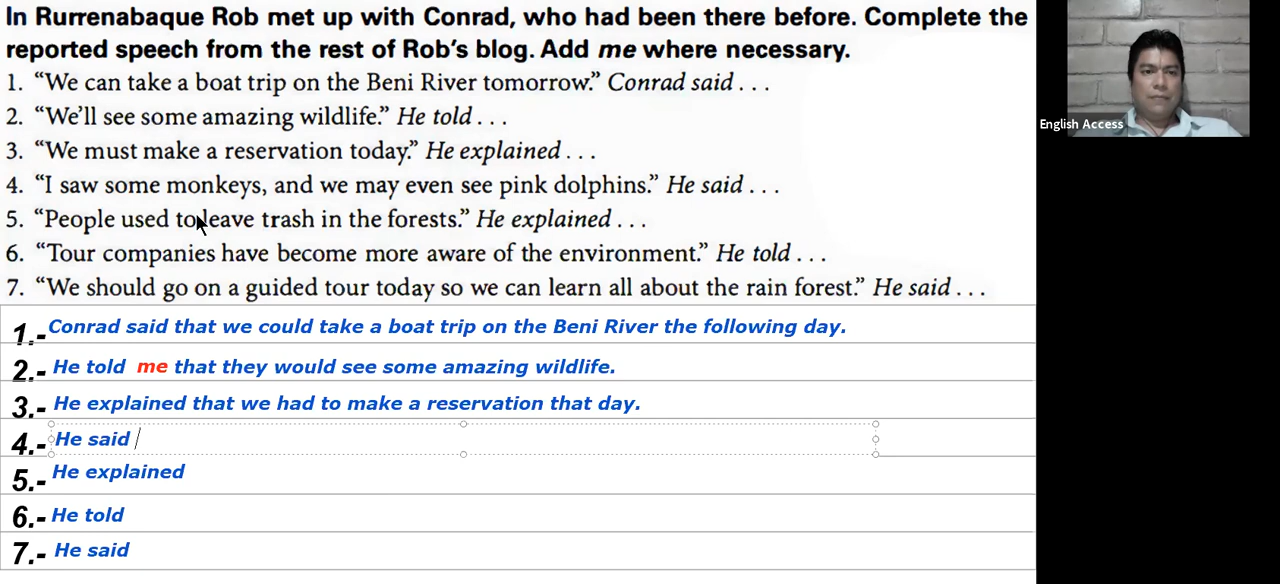 In Rurrenabaque Rob met up with Conrad, who had been there before. Complete the
reported speech from the rest of Rob's blog. Add me where necessary.
1. “We can take a boat trip on the Beni River tomorrow.” Conrad said . . .
2. “We'll see some amazing wildlife.” He told . . .
3. “We must make a reservation today.” He explained . . .
4. “I saw some monkeys, and we may even see pink dolphins.” He said . . .
5. “People used to leave trash in the forests.” He explained . . .
6. “Tour companies have become more aware of the environment.” He told . . .
7. “We should go on a guided tour today so we can learn all about the rain forest.” He said . . .
1.- Conrad said that we could take a boat trip on the Beni River the following day.
2.- He told me that they would see some amazing wildlife.
3.- He explained that we had to make a reservation that day.
4.- He said
5.- He explained
6.- He told
7.- He said
English Access